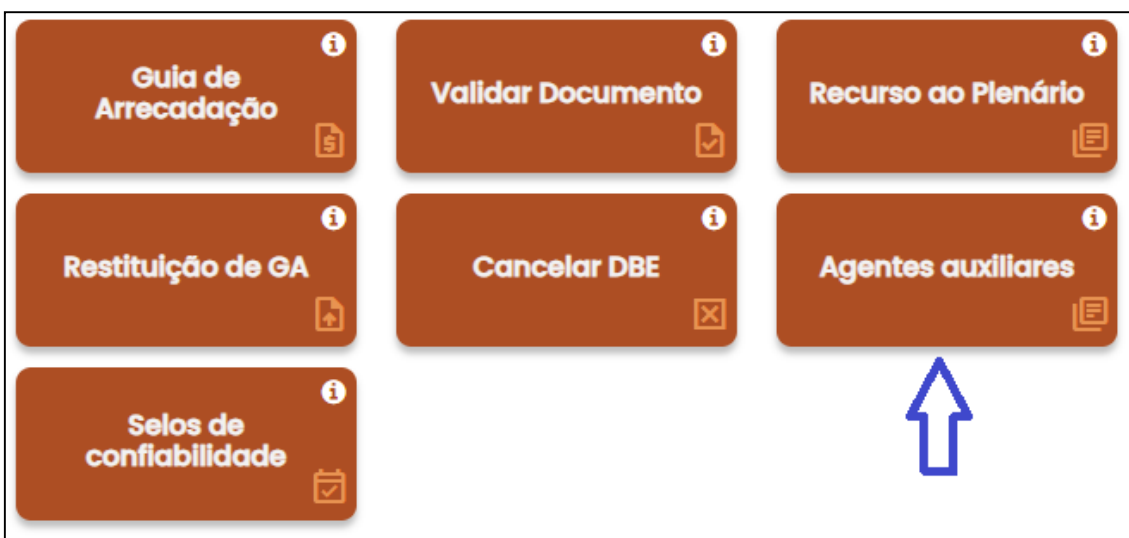 Guia de
Arrecadação
Validar Documento
Recurso ao Plenário
Restituição de GA
Cancelar DBE
Agentes auxiliares
Selos de
confiabilidade